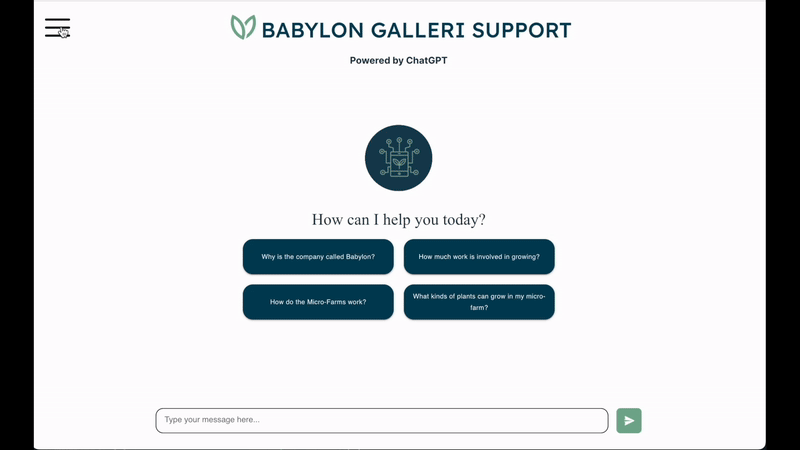 BABYLON GALLERI SUPPORT
Powered by ChatGPT
How can I help you today?
Why is the company called Babylon?
How much work is involved in growing?
How do the Micro-Farms work?
What kinds of plants can grow in my micro-
farm?
Type your message here...